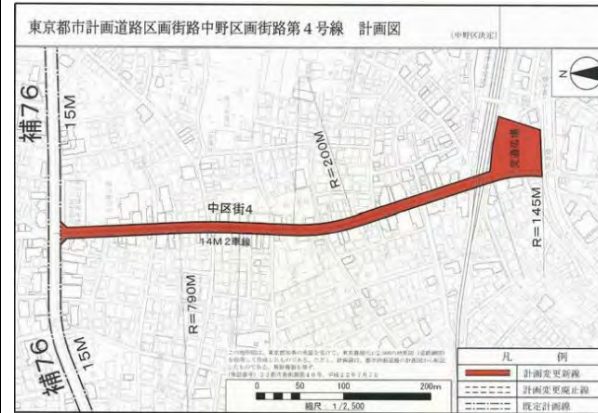 東京都市計画道路区画街路中野区画街路第４号線　計画図
（中野区決定）
N
補76
15M
R=200M
交通広場
中区街4
14M 2車線
R=145M
R=790M
補76
15M
0 50 100 200m
縮尺：1/2,500
凡　例
計画変更新線
計画変更廃止線
既定計画線